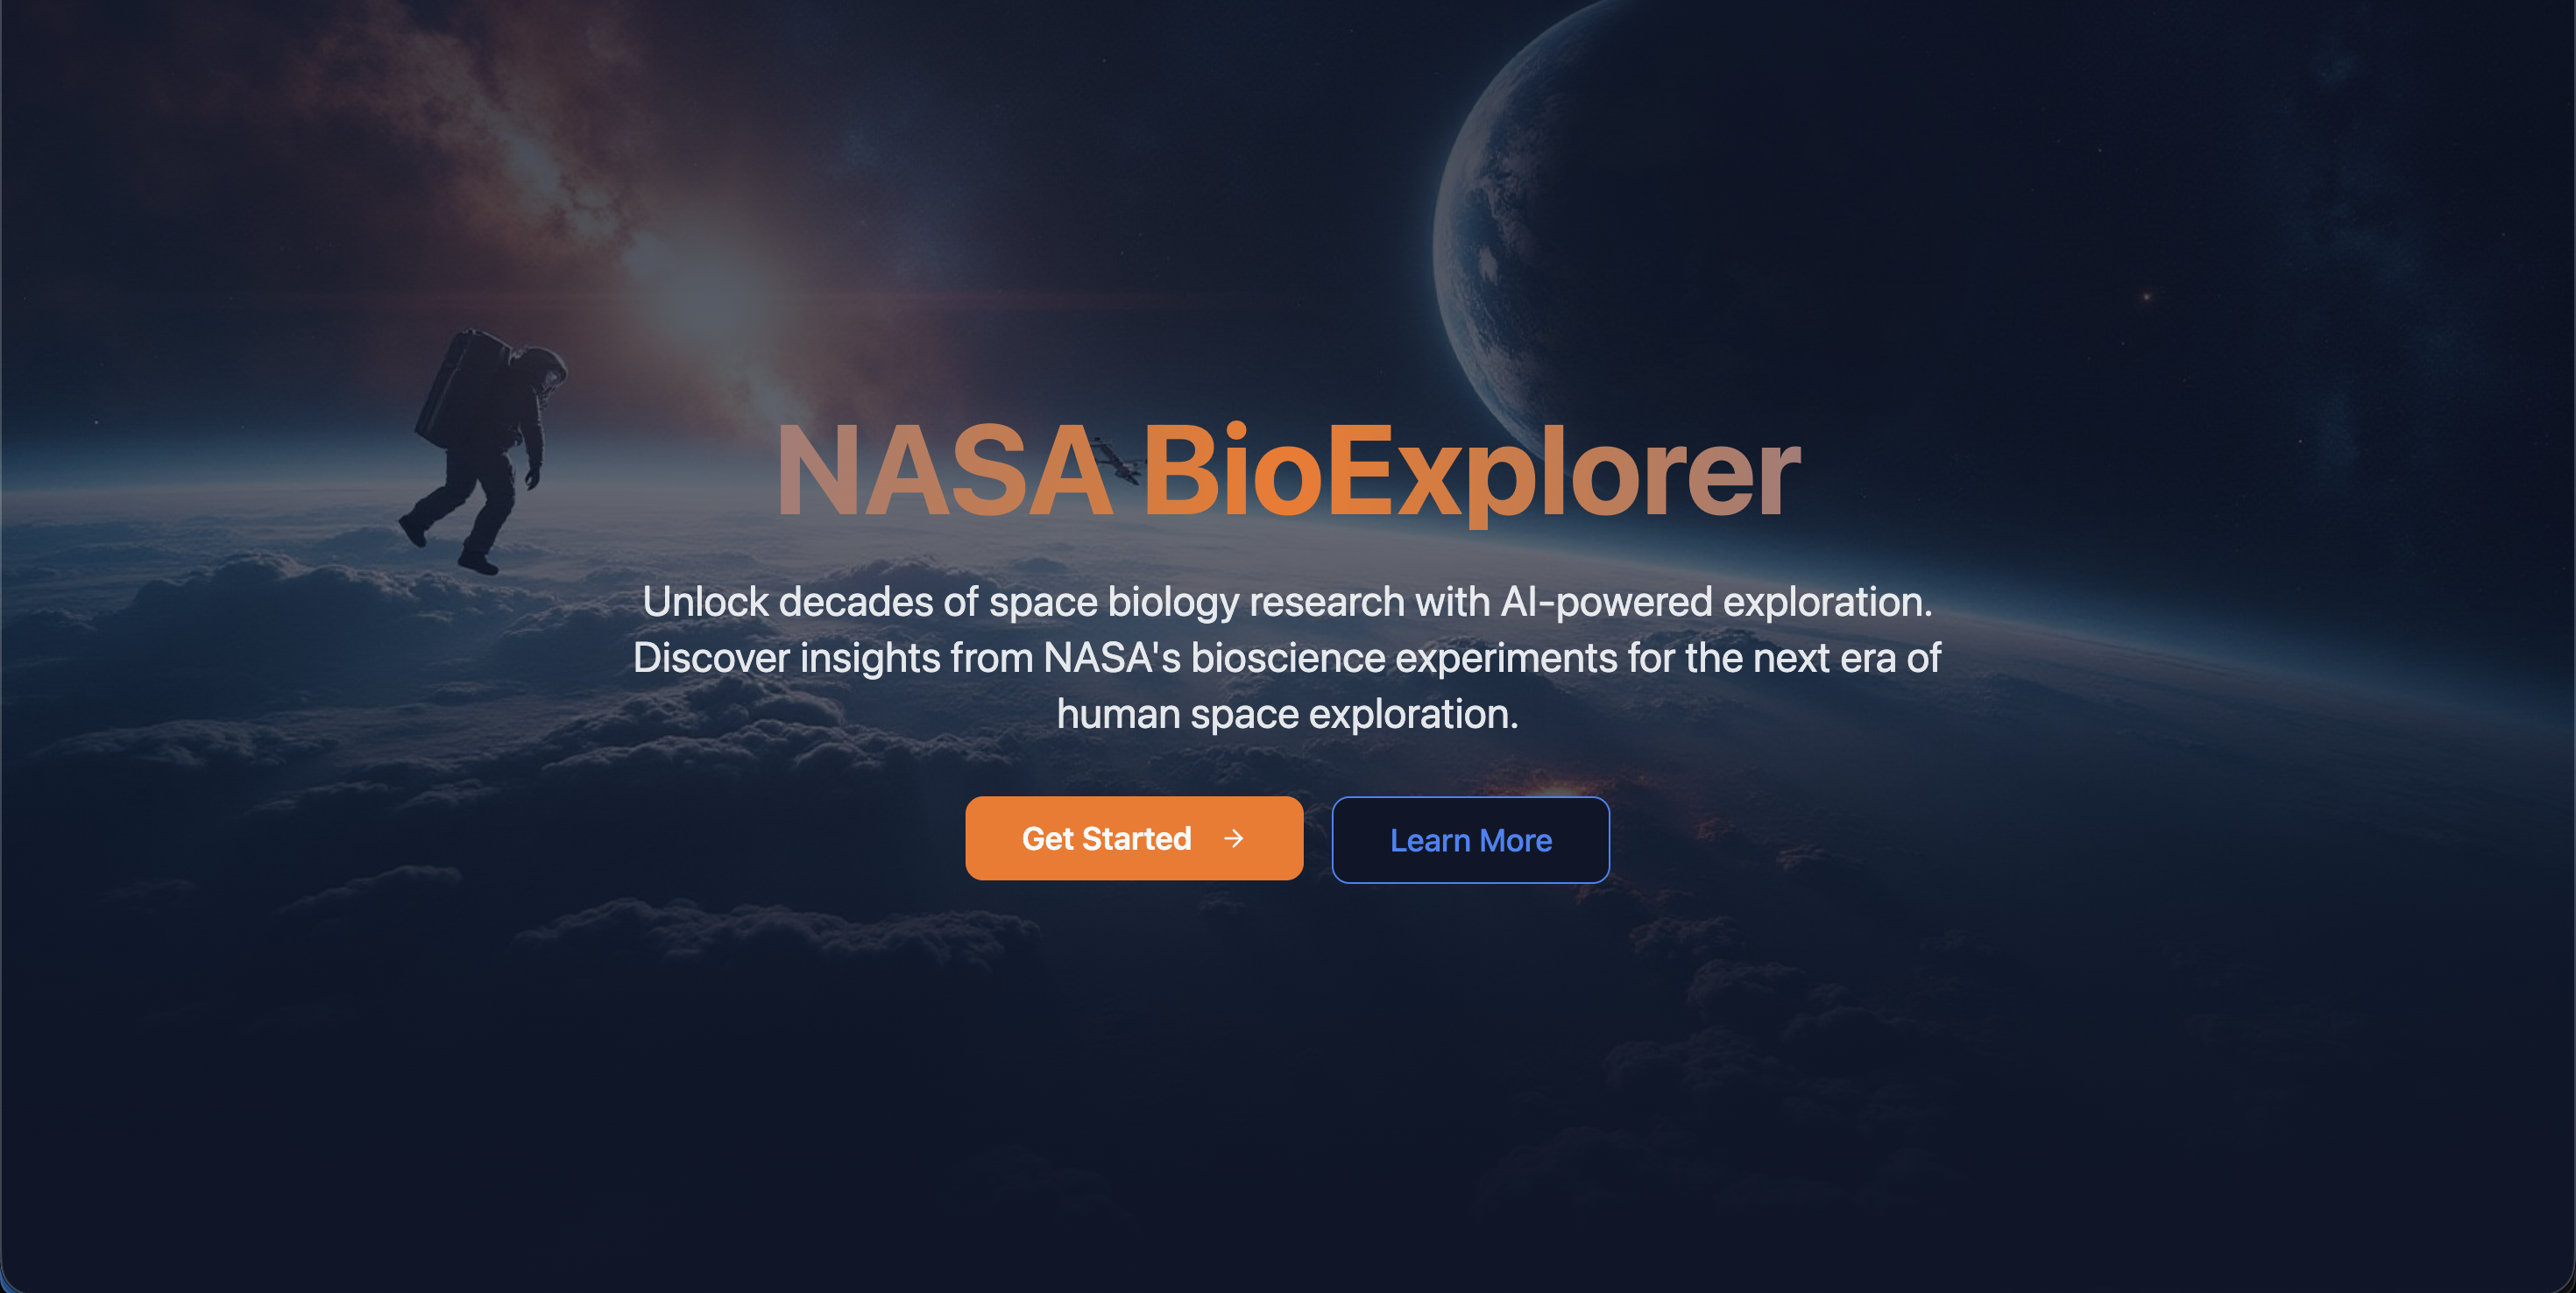 NASA BioExplorer
Unlock decades of space biology research with AI-powered exploration.
Discover insights from NASA's bioscience experiments for the next era of
human space exploration.
Get Started →
Learn More